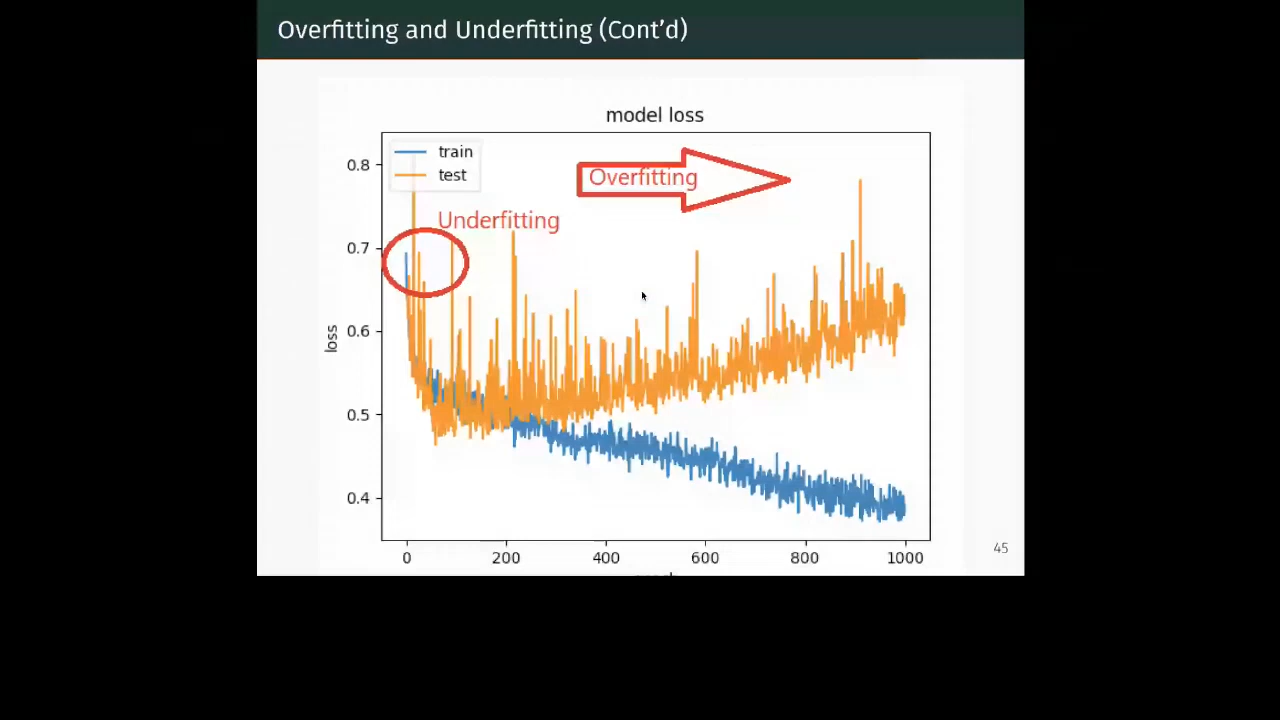 Overfitting and Underfitting (Cont'd)
model loss
train
test
Overfitting
Underfitting
loss
0.8
0.7
0.6
0.5
0.4
0 200 400 600 800 1000
45